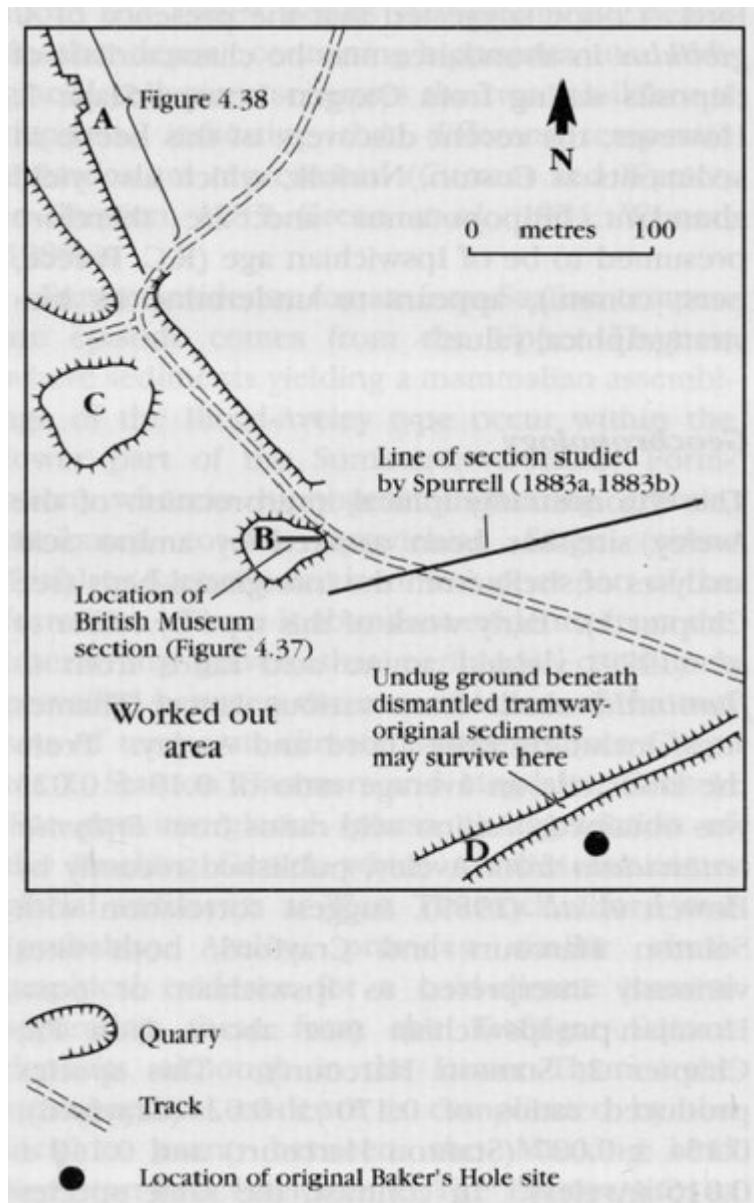 A
Figure 4.38
N
0 metres 100
C
Line of section studied
by Spurrell (1883a, 1883b)
B
Location of
British Museum
section (Figure 4.37)
Undug ground beneath
dismantled tramway-
original sediments
may survive here
Worked out
area
D
Quarry
Track
Location of original Baker's Hole site